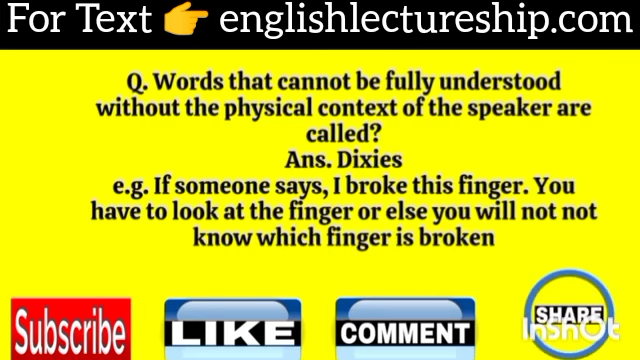 For Text 👉 englishlectureship.com
Q. Words that cannot be fully understood
without the physical context of the speaker are
called?
Ans. Dixies
e.g. If someone says, I broke this finger. You
have to look at the finger or else you will not not
know which finger is broken
Subscribe
LIKE
COMMENT
SHARE
InShOt